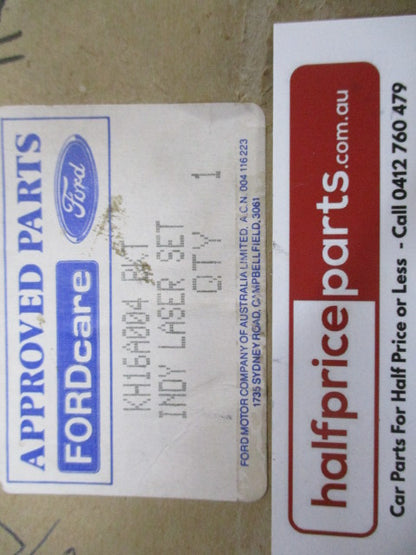 APPROVED PARTS
FORDcare
Ford
KH16A004 BKT
INDY LASER SET
QTY 1
FORD MOTOR COMPANY OF AUSTRALIA LIMITED. A.C.N. 004 116 223
1735 SYDNEY ROAD, CAMPBELLFIELD, 3061
halfpriceparts.com.au
Car Parts For Half Price or Less - Call 0412 760 479